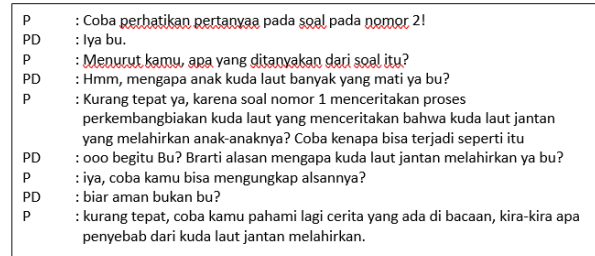 P : Coba perhatikan pertanyaa pada soal pada nomor 2!
PD : Iya bu.
P : Menurut kamu, apa yang ditanyakan dari soal itu?
PD : Hmm, mengapa anak kuda laut banyak yang mati ya bu?
P : Kurang tepat ya, karena soal nomor 1 menceritakan proses
perkembangbiakan kuda laut yang menceritakan bahwa kuda laut jantan
yang melahirkan anak-anaknya? Coba kenapa bisa terjadi seperti itu
PD : ooo begitu Bu? Brarti alasan mengapa kuda laut jantan melahirkan ya bu?
P : iya, coba kamu bisa mengungkap alsannya?
PD : biar aman bukan bu?
P : kurang tepat, coba kamu pahami lagi cerita yang ada di bacaan, kira-kira apa
penyebab dari kuda laut jantan melahirkan.